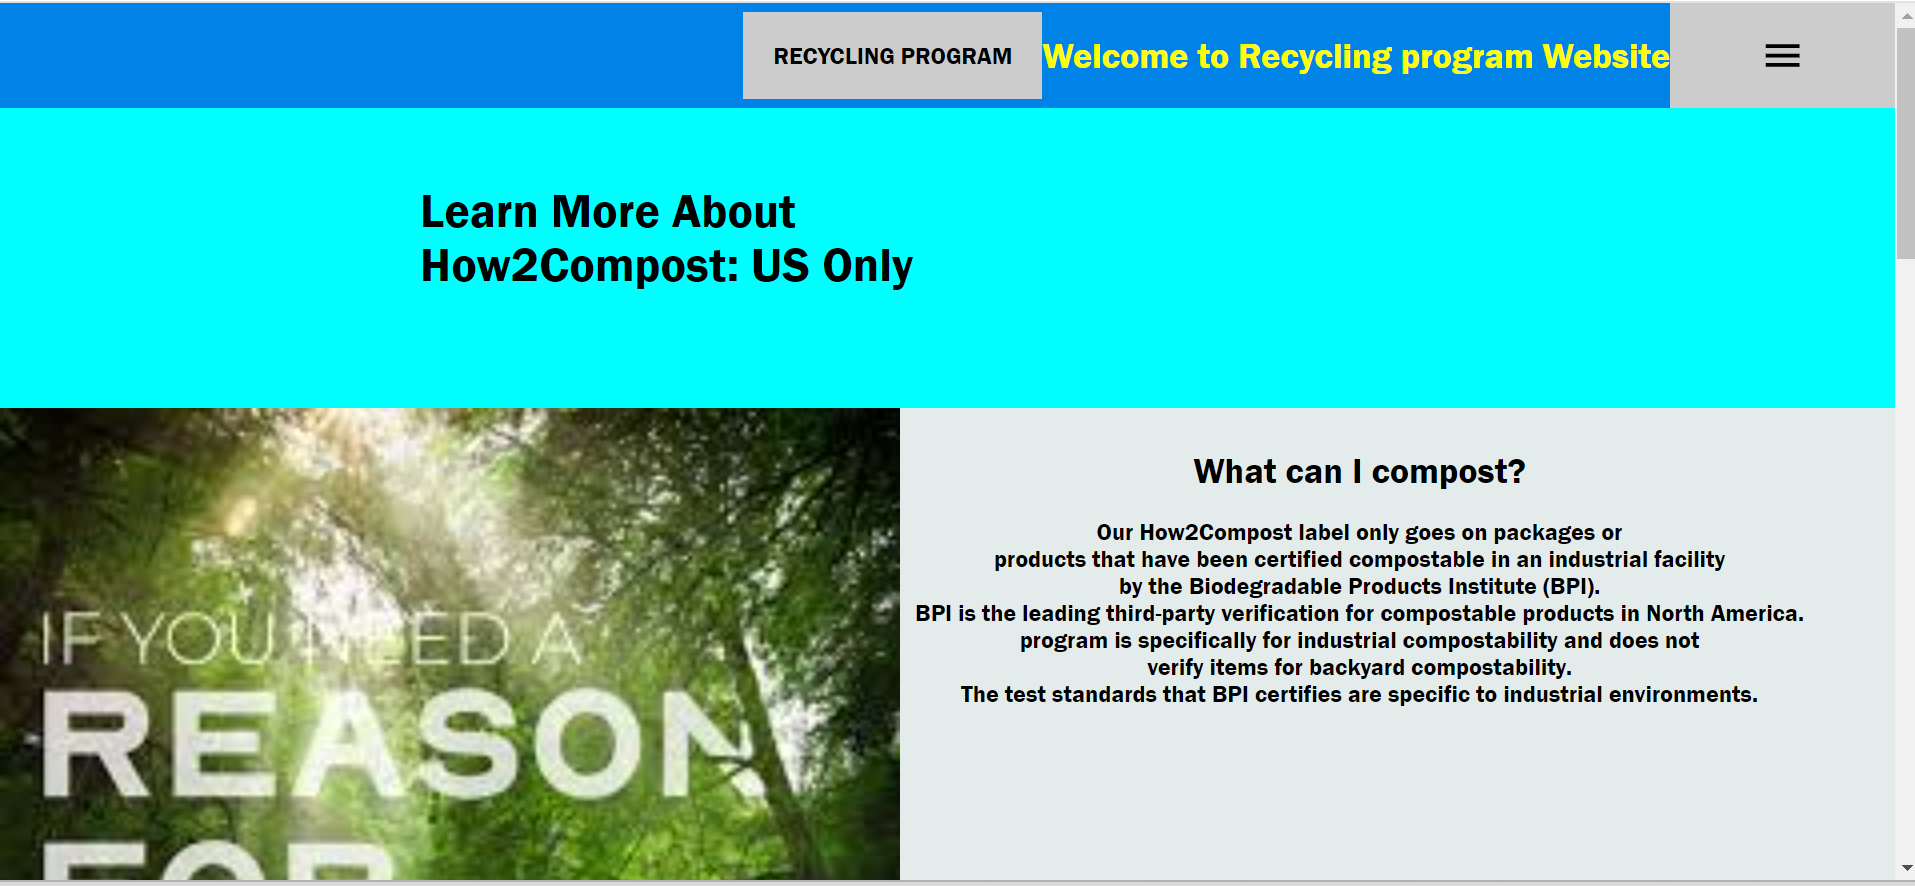 RECYCLING PROGRAM
Welcome to Recycling program Website
Learn More About
How2Compost: US Only
IF YOU NEED A
REASON
FOR
What can I compost?
Our How2Compost label only goes on packages or
products that have been certified compostable in an industrial facility
by the Biodegradable Products Institute (BPI).
BPI is the leading third-party verification for compostable products in North America.
program is specifically for industrial compostability and does not
verify items for backyard compostability.
The test standards that BPI certifies are specific to industrial environments.